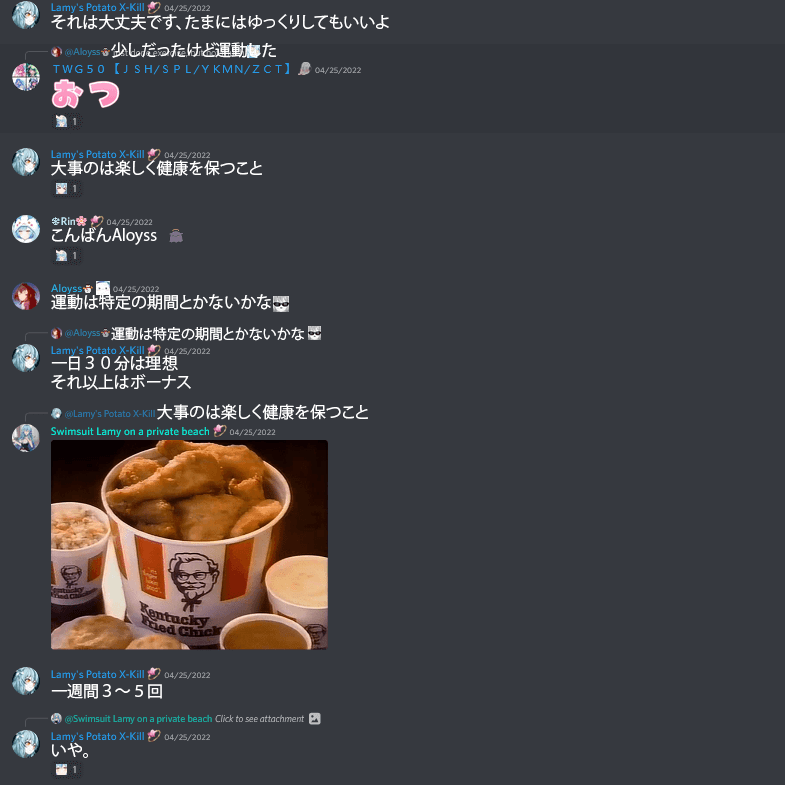 Lamy's Potato X-Kill 04/25/2022
それは大丈夫です、たまにはゆっくりしてもいいよ
@Aloyss 少しだったけど運動した
TWG50【JSH/SPL/YKMN/ZCT】 04/25/2022
おつ
1
Lamy's Potato X-Kill 04/25/2022
大事のは楽しく健康を保つこと
1
❄Rin🌸 04/25/2022
こんばんAloyss
1
Aloyss 04/25/2022
運動は特定の期間とかないかな
@Aloyss 運動は特定の期間とかないかな
Lamy's Potato X-Kill 04/25/2022
一日３０分は理想
それ以上はボーナス
@Lamy's Potato X-Kill 大事のは楽しく健康を保つこと
Swimsuit Lamy on a private beach 04/25/2022
Kentucky
Fried Chick
Lamy's Potato X-Kill 04/25/2022
一週間３～５回
@Swimsuit Lamy on a private beach Click to see attachment
Lamy's Potato X-Kill 04/25/2022
いや。
1